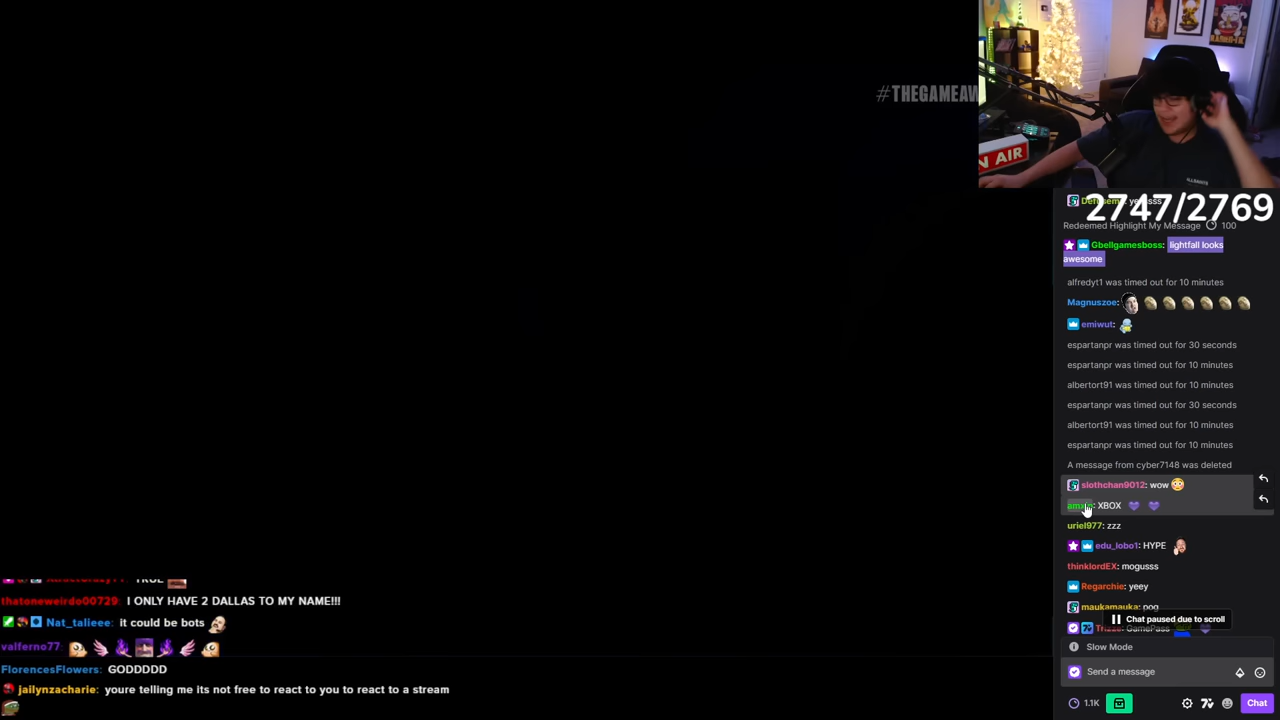 #THEGAMEAW
ON AIR
2747/2769
Redeemed Highlight My Message 100
Gbellgamesboss: lightfall looks
awesome
alfredyt1 was timed out for 10 minutes
Magnuszoe:
emiwut:
espartanpr was timed out for 30 seconds
espartanpr was timed out for 10 minutes
albertort91 was timed out for 10 minutes
espartanpr was timed out for 30 seconds
albertort91 was timed out for 10 minutes
espartanpr was timed out for 10 minutes
A message from cyber7148 was deleted
slothchan9012: wow
XBOX
uriel977: zzz
edu_lobo1: HYPE
thinklordEX: mogusss
Regarchie: yeey
maukamauka: pog
Chat paused due to scroll
GamePass
Slow Mode
Send a message
1.1K
Chat
TRUE
thatoneweirdo00729: I ONLY HAVE 2 DALLAS TO MY NAME!!!
Nat_talieee: it could be bots
valferno77:
FlorencesFlowers: GODDDDD
jailynzacharie: youre telling me its not free to react to you to react to a stream